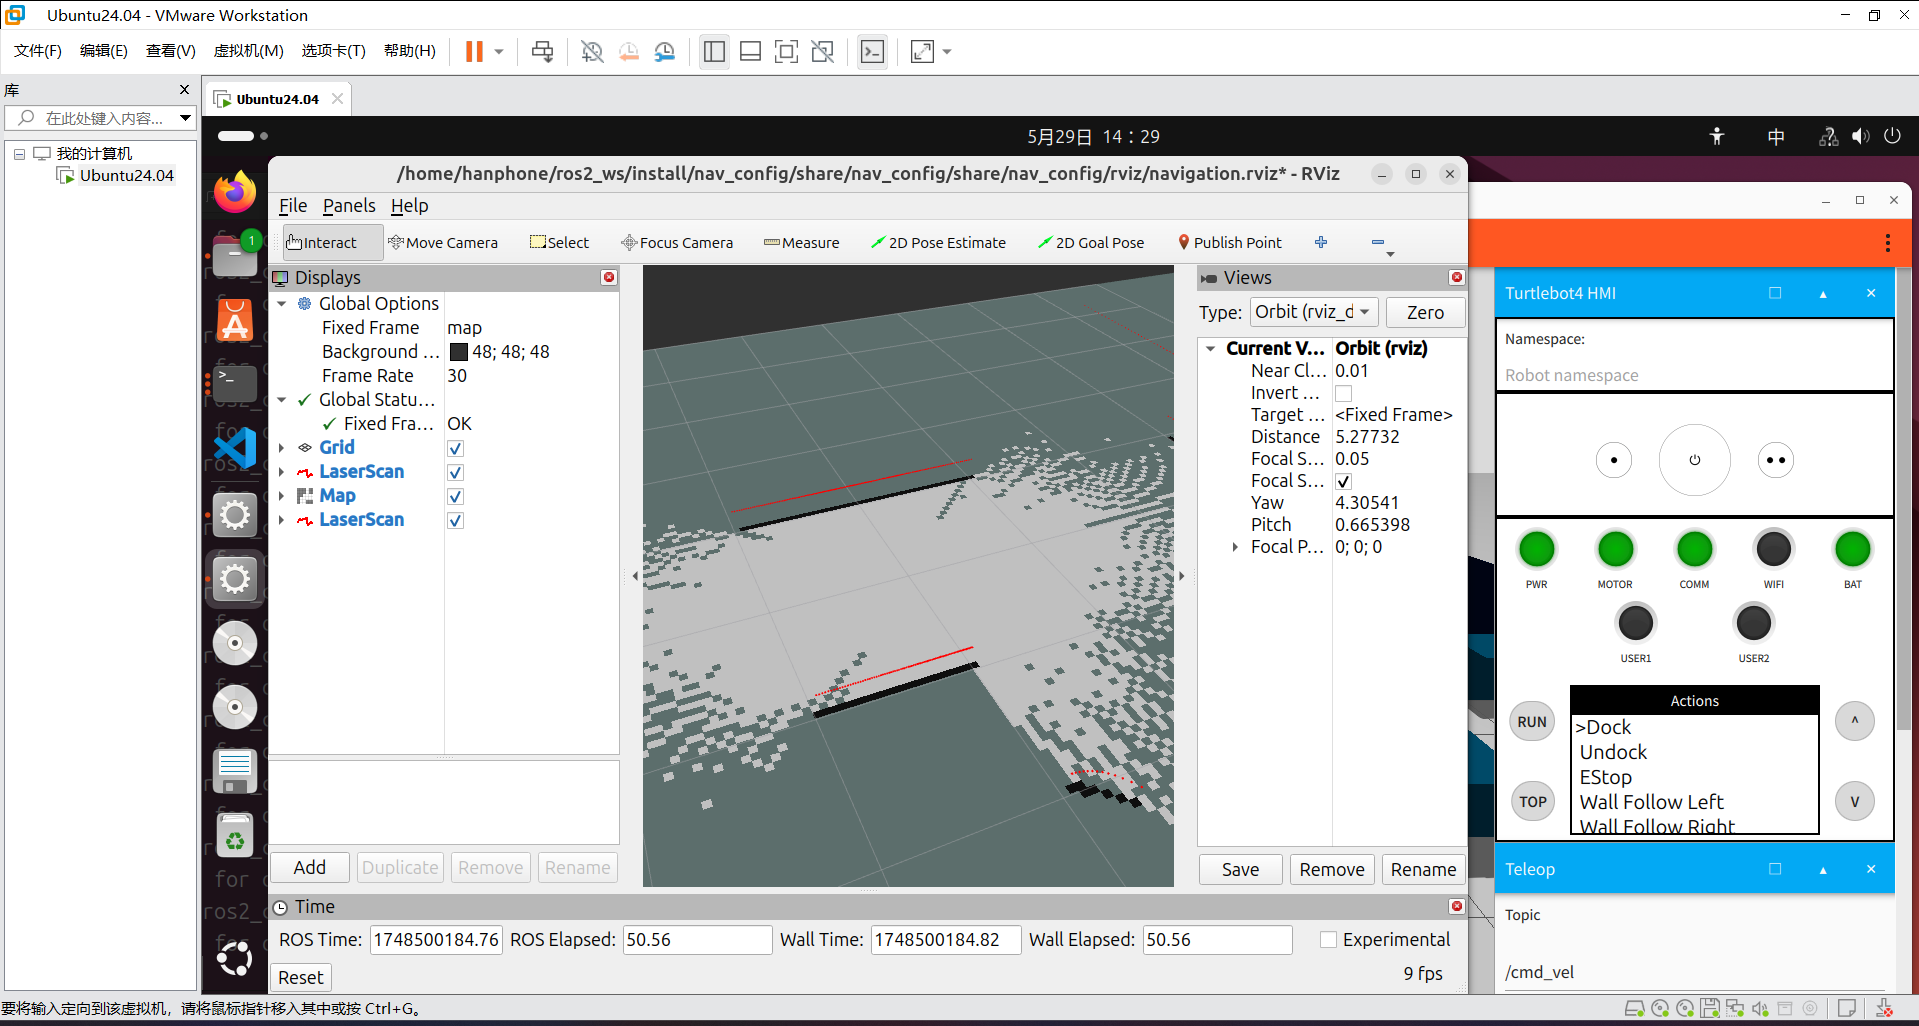 Ubuntu24.04 - VMware Workstation
文件(F) 编辑(E) 查看(V) 虚拟机(M) 选项卡(T) 帮助(H)
库
在此处键入内容...
我的计算机
Ubuntu24.04
Ubuntu24.04
5月29日 14：29
中
/home/hanphone/ros2_ws/install/nav_config/share/nav_config/share/nav_config/rviz/navigation.rviz* - RViz
File Panels Help
Interact Move Camera Select Focus Camera Measure 2D Pose Estimate 2D Goal Pose Publish Point
Displays
Global Options
Fixed Frame map
Background ... 48; 48; 48
Frame Rate 30
Global Statu...
Fixed Fra... OK
Grid
LaserScan
Map
LaserScan
Add Duplicate Remove Rename
Views
Type: Orbit (rviz_d Zero
Current V... Orbit (rviz)
Near Cl... 0.01
Invert ...
Target ... <Fixed Frame>
Distance 5.27732
Focal S... 0.05
Focal S...
Yaw 4.30541
Pitch 0.665398
Focal P... 0; 0; 0
Save Remove Rename
Time
ROS Time: 1748500184.76 ROS Elapsed: 50.56 Wall Time: 1748500184.82 Wall Elapsed: 50.56 Experimental
Reset
9 fps
Turtlebot4 HMI
Namespace:
Robot namespace
PWR MOTOR COMM WIFI BAT
USER1 USER2
Actions
RUN
TOP
>Dock
Undock
EStop
Wall Follow Left
Wall Follow Right
^
V
Teleop
Topic
/cmd_vel
for
ros2_
要将输入定向到该虚拟机，请将鼠标指针移入其中或按 Ctrl+G。